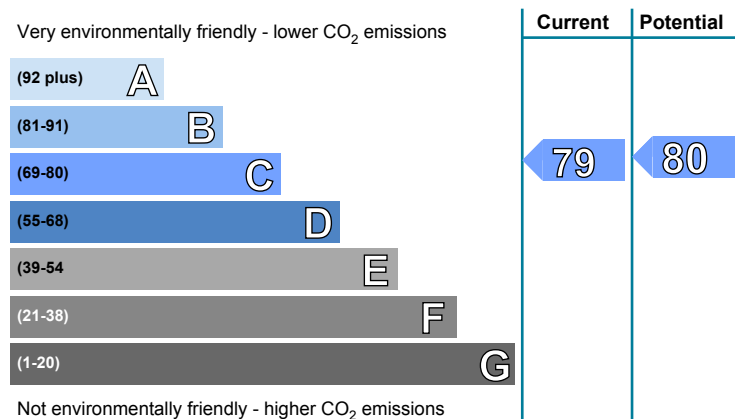 Very environmentally friendly - lower CO₂ emissions
Current
Potential
(92 plus) A
(81-91) B
(69-80) C
(55-68) D
(39-54 E
(21-38) F
(1-20) G
79
80
Not environmentally friendly - higher CO₂ emissions